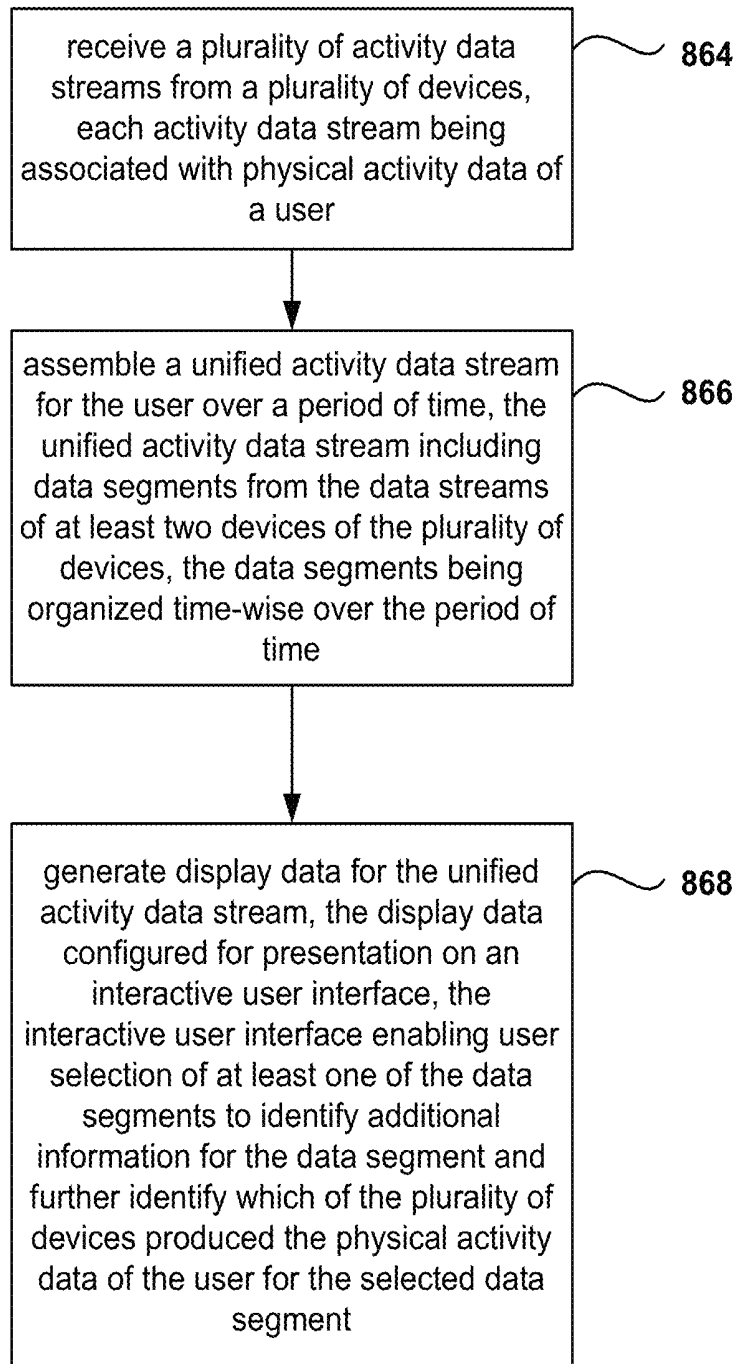 receive a plurality of activity data
streams from a plurality of devices,
each activity data stream being
associated with physical activity data of
a user
864
assemble a unified activity data stream
for the user over a period of time, the
unified activity data stream including
data segments from the data streams
of at least two devices of the plurality of
devices, the data segments being
organized time-wise over the period of
time
866
generate display data for the unified
activity data stream, the display data
configured for presentation on an
interactive user interface, the
interactive user interface enabling user
selection of at least one of the data
segments to identify additional
information for the data segment and
further identify which of the plurality of
devices produced the physical activity
data of the user for the selected data
segment
868